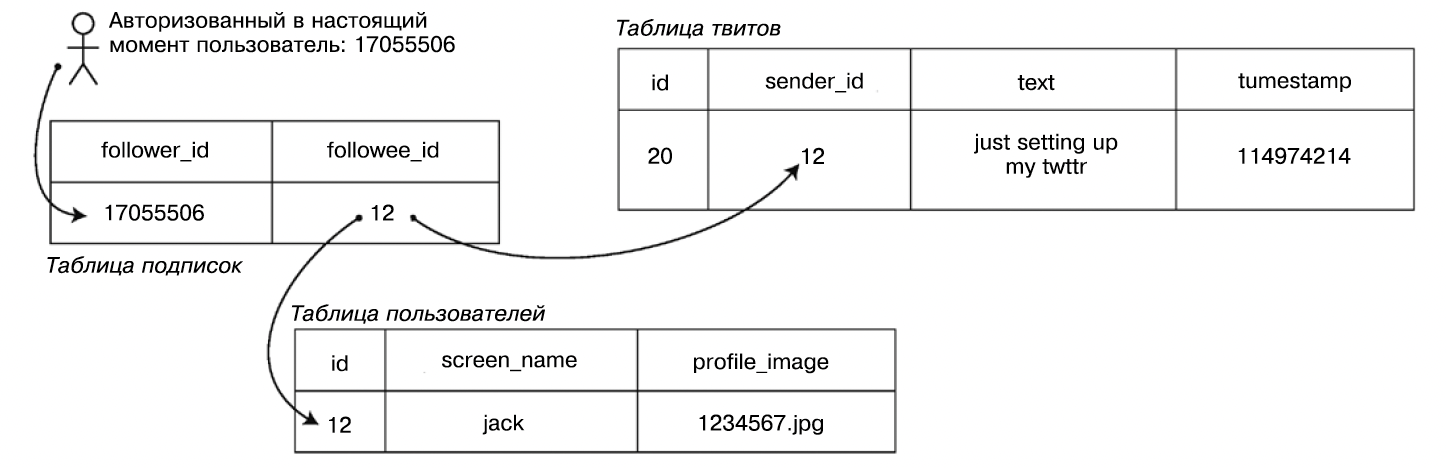 Авторизованный в настоящий
момент пользователь: 17055506
Таблица твитов
id sender_id text tumestamp
20 12 just setting up
my twttr 114974214
follower_id followee_id
17055506 12
Таблица подписок
Таблица пользователей
id screen_name profile_image
12 jack 1234567.jpg